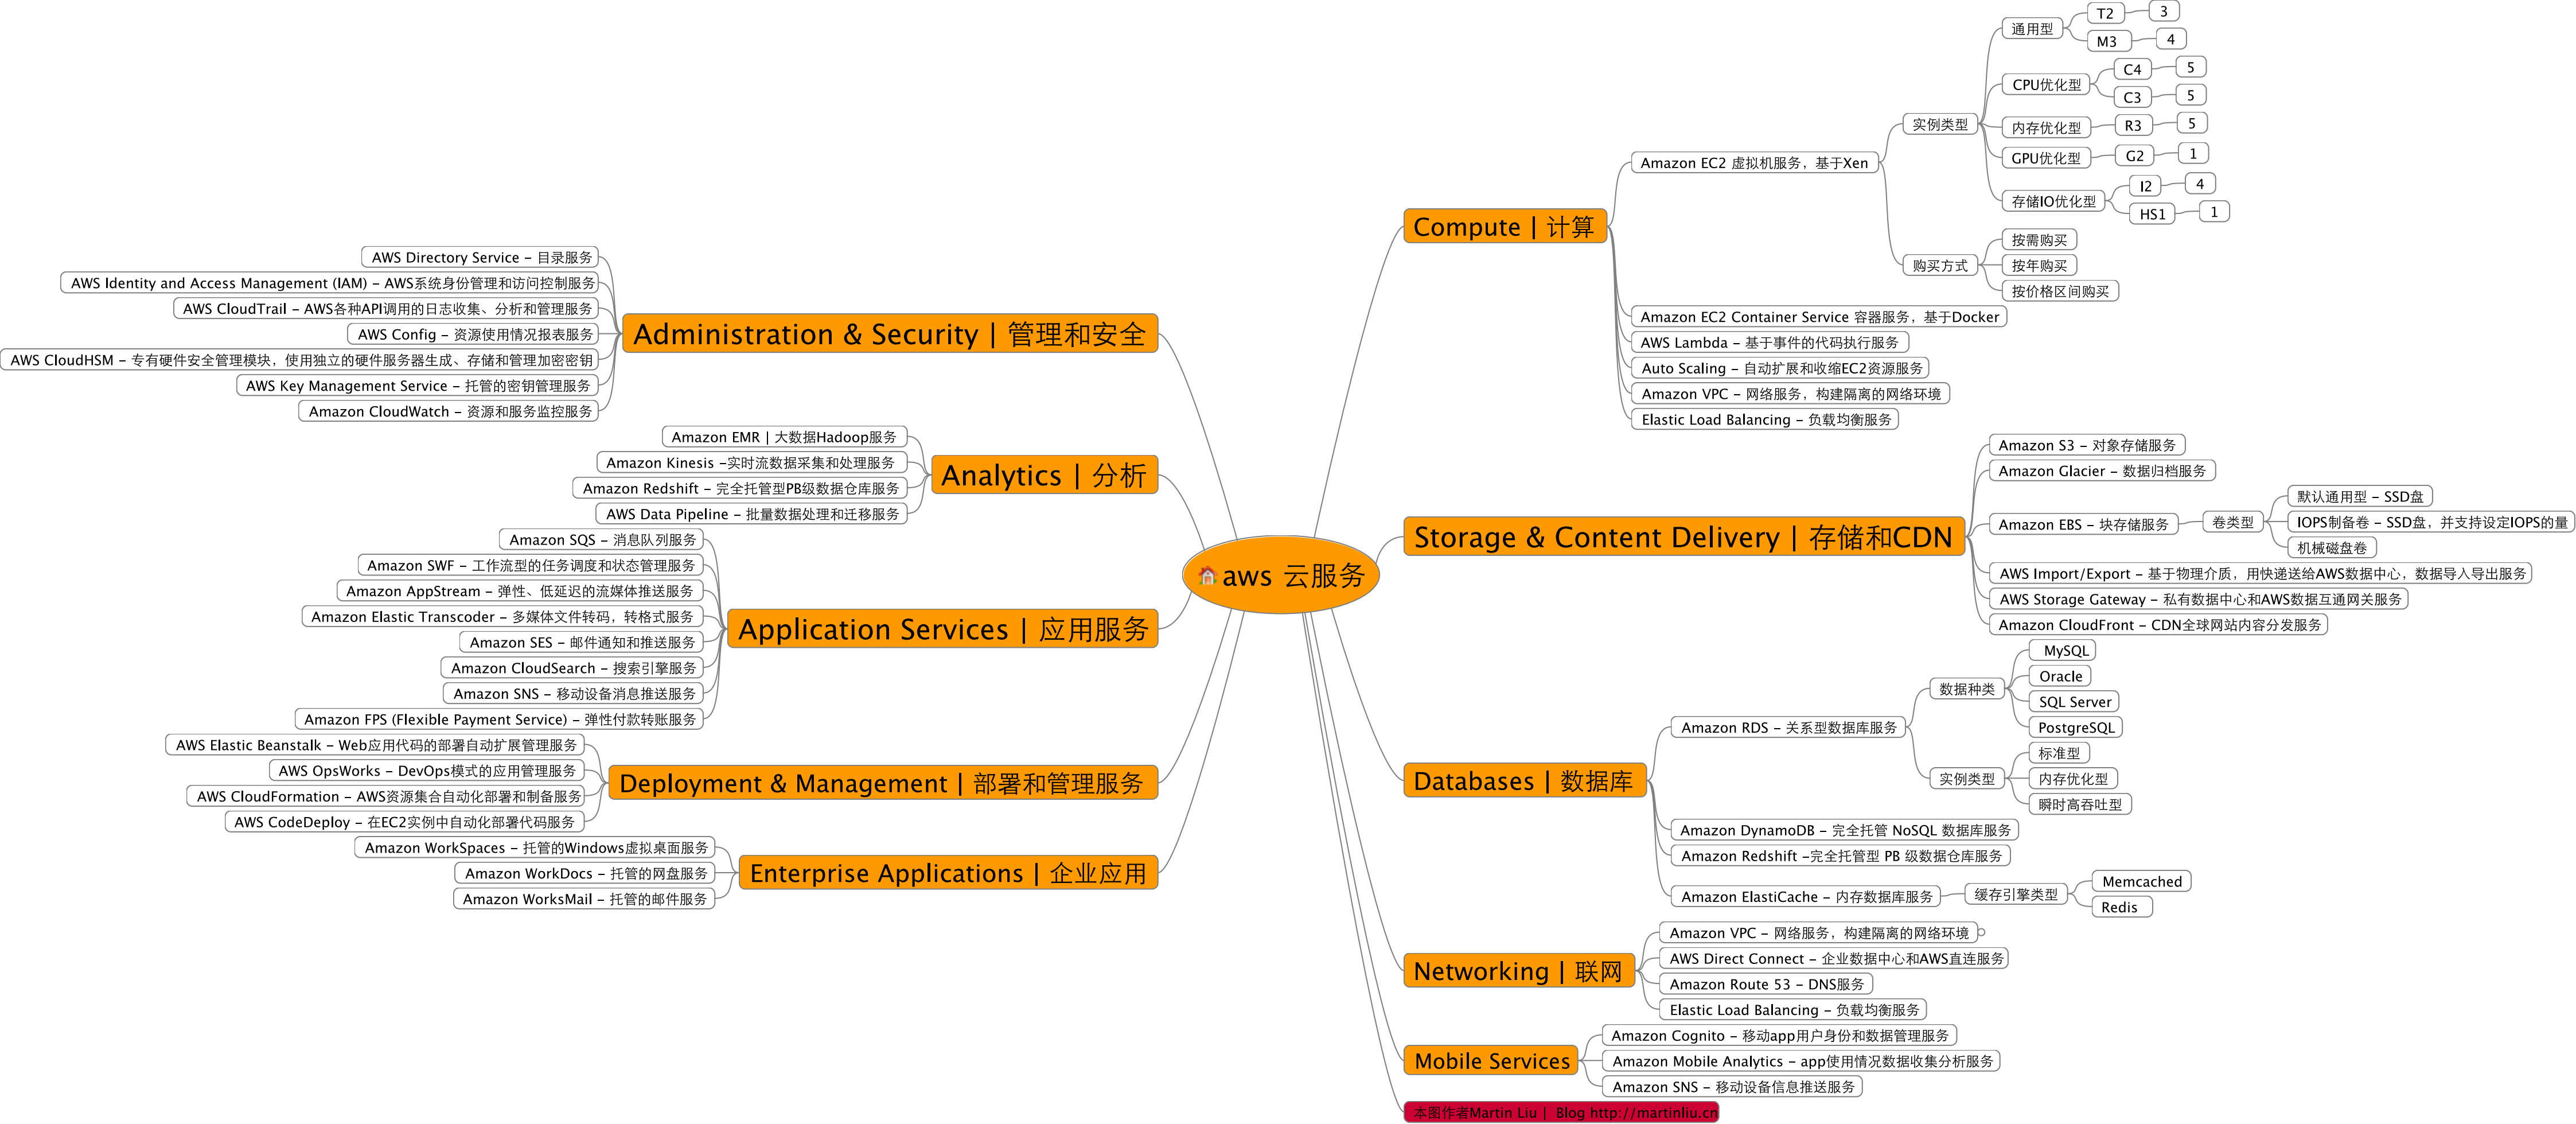 aws 云服务
Administration & Security | 管理和安全
AWS Directory Service – 目录服务
AWS Identity and Access Management (IAM) – AWS系统身份管理和访问控制服务
AWS CloudTrail – AWS各种API调用的日志收集、分析和管理服务
AWS Config – 资源使用情况报表服务
AWS CloudHSM – 专有硬件安全管理模块，使用独立的硬件服务器生成、存储和管理加密密钥
AWS Key Management Service – 托管的密钥管理服务
Amazon CloudWatch – 资源和服务监控服务
Analytics | 分析
Amazon EMR | 大数据Hadoop服务
Amazon Kinesis –实时流数据采集和处理服务
Amazon Redshift – 完全托管型PB级数据仓库服务
AWS Data Pipeline – 批量数据处理和迁移服务
Application Services | 应用服务
Amazon SQS – 消息队列服务
Amazon SWF – 工作流型的任务调度和状态管理服务
Amazon AppStream – 弹性、低延迟的流媒体推送服务
Amazon Elastic Transcoder – 多媒体文件转码，转格式服务
Amazon SES – 邮件通知和推送服务
Amazon CloudSearch – 搜索引擎服务
Amazon SNS – 移动设备消息推送服务
Amazon FPS (Flexible Payment Service) – 弹性付款转账服务
Deployment & Management | 部署和管理服务
AWS Elastic Beanstalk – Web应用代码的部署自动扩展管理服务
AWS OpsWorks – DevOps模式的应用管理服务
AWS CloudFormation – AWS资源集合自动化部署和制备服务
AWS CodeDeploy – 在EC2实例中自动化部署代码服务
Enterprise Applications | 企业应用
Amazon WorkSpaces – 托管的Windows虚拟桌面服务
Amazon WorkDocs – 托管的网盘服务
Amazon WorksMail – 托管的邮件服务
Compute | 计算
Amazon EC2 虚拟机服务，基于Xen
实例类型
通用型
T2
3
M3
4
CPU优化型
C4
5
C3
5
内存优化型
R3
5
GPU优化型
G2
1
存储IO优化型
I2
4
HS1
1
购买方式
按需购买
按年购买
按价格区间购买
Amazon EC2 Container Service 容器服务，基于Docker
AWS Lambda – 基于事件的代码执行服务
Auto Scaling – 自动扩展和收缩EC2资源服务
Amazon VPC – 网络服务，构建隔离的网络环境
Elastic Load Balancing – 负载均衡服务
Storage & Content Delivery | 存储和CDN
Amazon S3 – 对象存储服务
Amazon Glacier – 数据归档服务
Amazon EBS – 块存储服务
卷类型
默认通用型 – SSD盘
IOPS制备卷 – SSD盘，并支持设定IOPS的量
机械磁盘卷
AWS Import/Export – 基于物理介质，用快递送给AWS数据中心，数据导入导出服务
AWS Storage Gateway – 私有数据中心和AWS数据互通网关服务
Amazon CloudFront – CDN全球网站内容分发服务
Databases | 数据库
Amazon RDS – 关系型数据库服务
数据种类
MySQL
Oracle
SQL Server
PostgreSQL
实例类型
标准型
内存优化型
瞬时高吞吐型
Amazon DynamoDB – 完全托管 NoSQL 数据库服务
Amazon Redshift –完全托管型 PB 级数据仓库服务
Amazon ElastiCache – 内存数据库服务
缓存引擎类型
Memcached
Redis
Networking | 联网
Amazon VPC – 网络服务，构建隔离的网络环境
AWS Direct Connect – 企业数据中心和AWS直连服务
Amazon Route 53 – DNS服务
Elastic Load Balancing – 负载均衡服务
Mobile Services
Amazon Cognito – 移动app用户身份和数据管理服务
Amazon Mobile Analytics – app使用情况数据收集分析服务
Amazon SNS – 移动设备信息推送服务
本图作者Martin Liu | Blog http://martinliu.cn